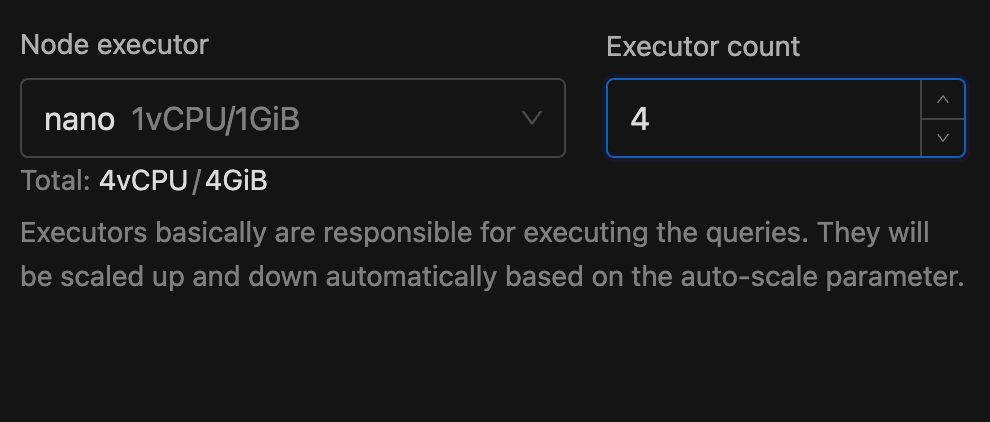 Node executor
Executor count
nano 1vCPU/1GiB
4
Total: 4vCPU/4GiB
Executors basically are responsible for executing the queries. They will
be scaled up and down automatically based on the auto-scale parameter.